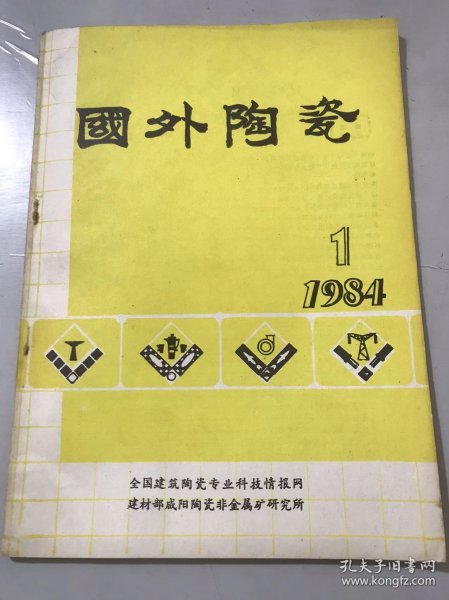 國外陶瓷
1
1984
全国建筑陶瓷专业科技情报网
建材部咸阳陶瓷非金属矿研究所
孔夫子旧书网
www.kongfz.com